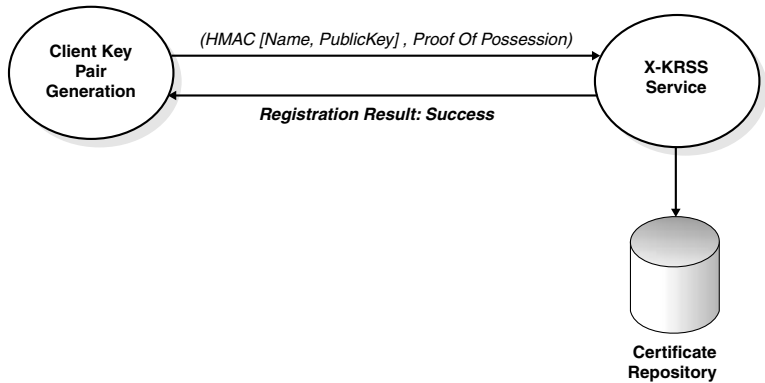 (HMAC [Name, PublicKey] , Proof Of Possession)
Client Key
Pair
Generation
X-KRSS
Service
Registration Result: Success
Certificate
Repository